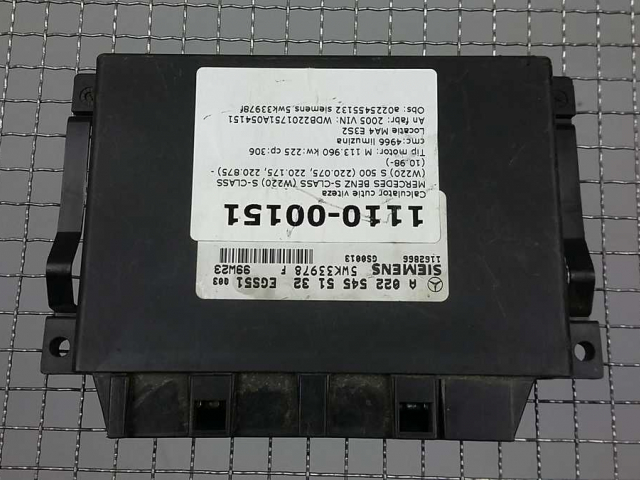 A 022 545 51 32 EGS51 003
SIEMENS 5WK33978 F 99W23
11628866 GS0013
1110-00151
Calculator cutie viteza
MERCEDES BENZ S-CLASS (W220) S-CLASS
(W220) S 500 (220.075, 220.175, 220.875) -
(10.98-)
Tip motor: M 113.960 kw:225 cp:306
cmc:4966 limuzina
Locatie MA4 E3S2
An fabr: 2005 VIN: WDB2201751A054151
Obs: a0225455132 siemens 5wk33978f